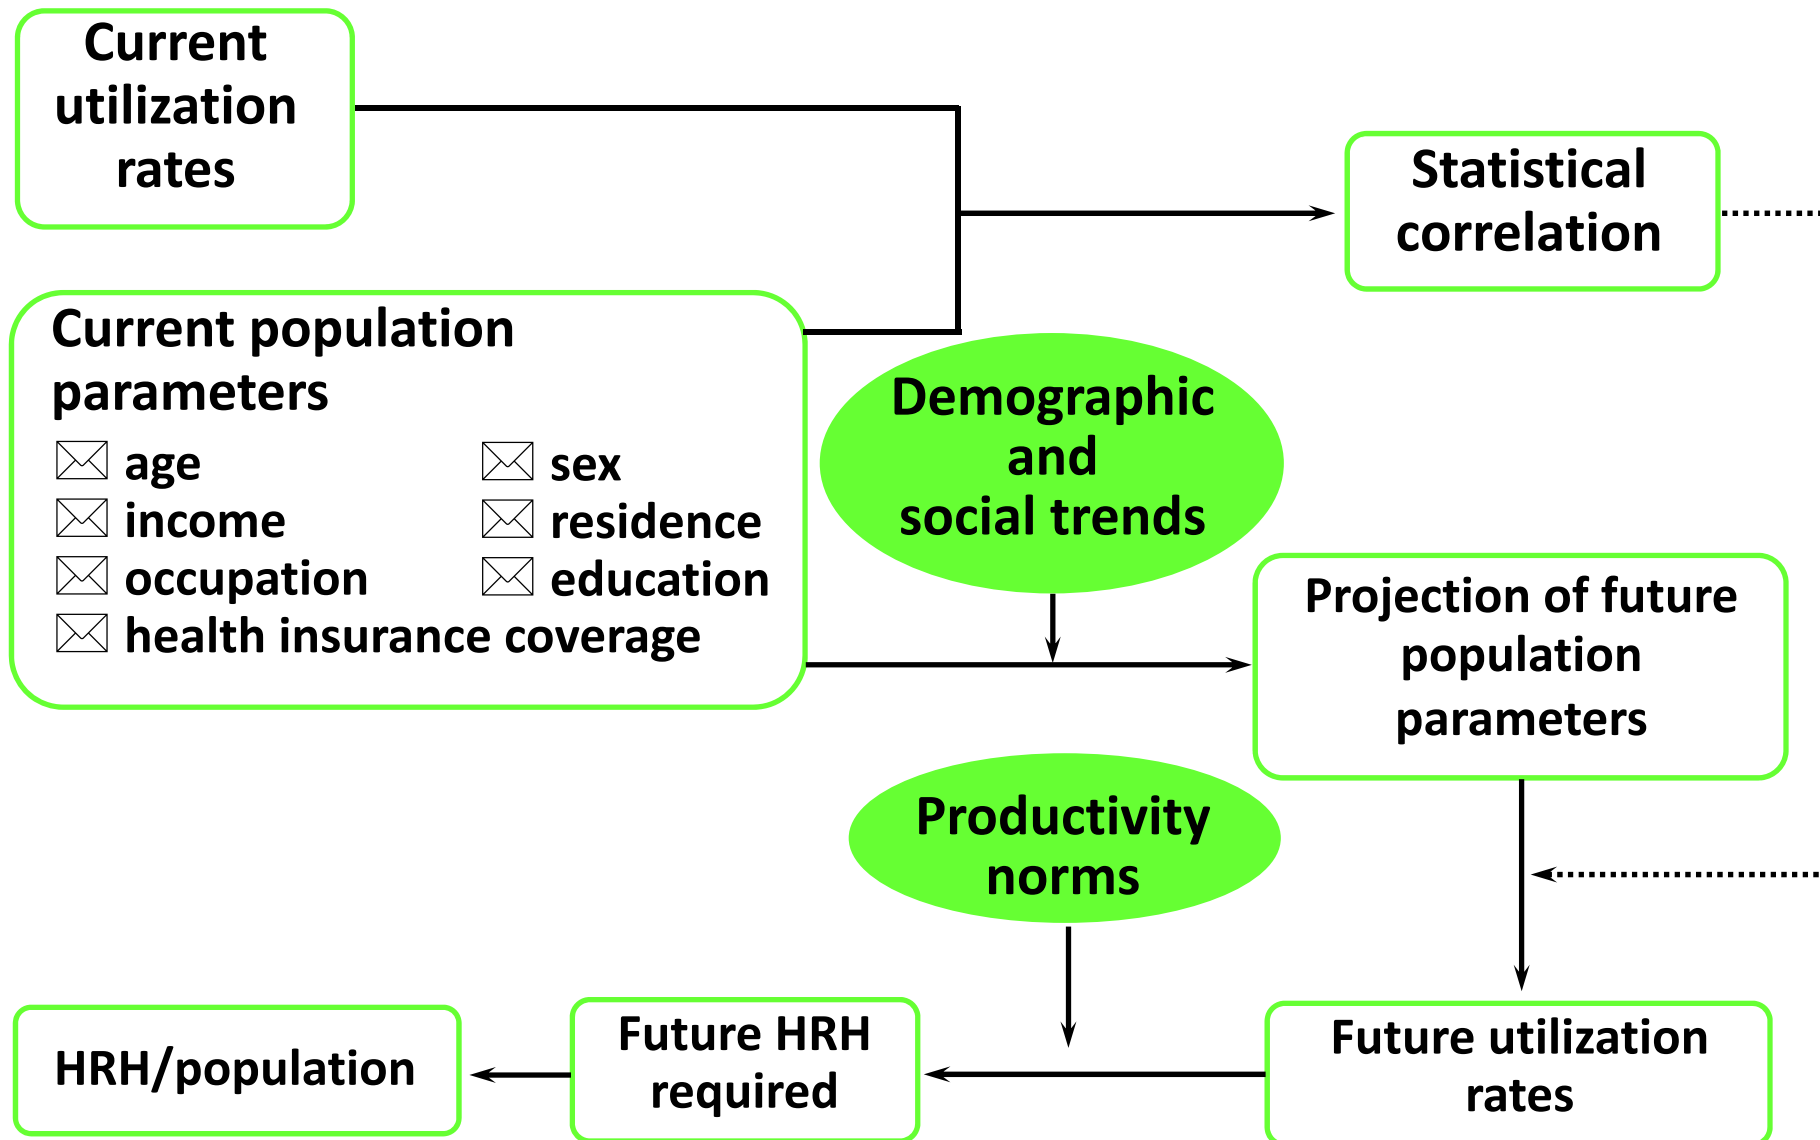 Current
utilization
rates
Statistical
correlation
Current population
parameters
age
sex
income
residence
occupation
education
health insurance coverage
Demographic
and
social trends
Projection of future
population
parameters
Productivity
norms
HRH/population
Future HRH
required
Future utilization
rates